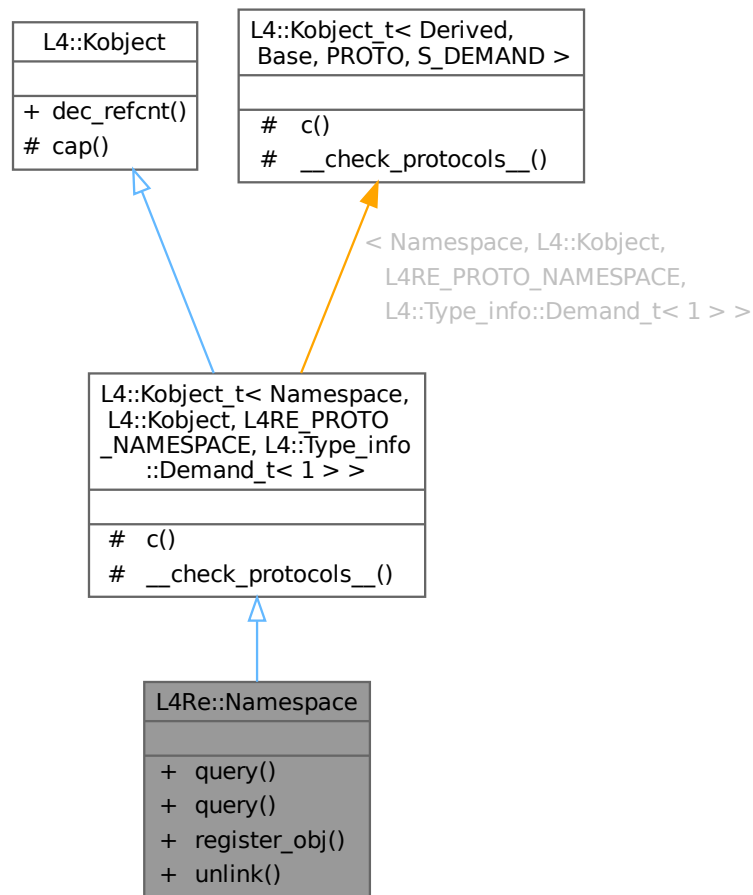 L4::Kobject
+ dec_refcnt()
# cap()
L4::Kobject_t< Derived,
Base, PROTO, S_DEMAND >
# c()
# __check_protocols__()
< Namespace, L4::Kobject,
L4RE_PROTO_NAMESPACE,
L4::Type_info::Demand_t< 1 > >
L4::Kobject_t< Namespace,
L4::Kobject, L4RE_PROTO
_NAMESPACE, L4::Type_info
::Demand_t< 1 > >
# c()
# __check_protocols__()
L4Re::Namespace
+ query()
+ query()
+ register_obj()
+ unlink()